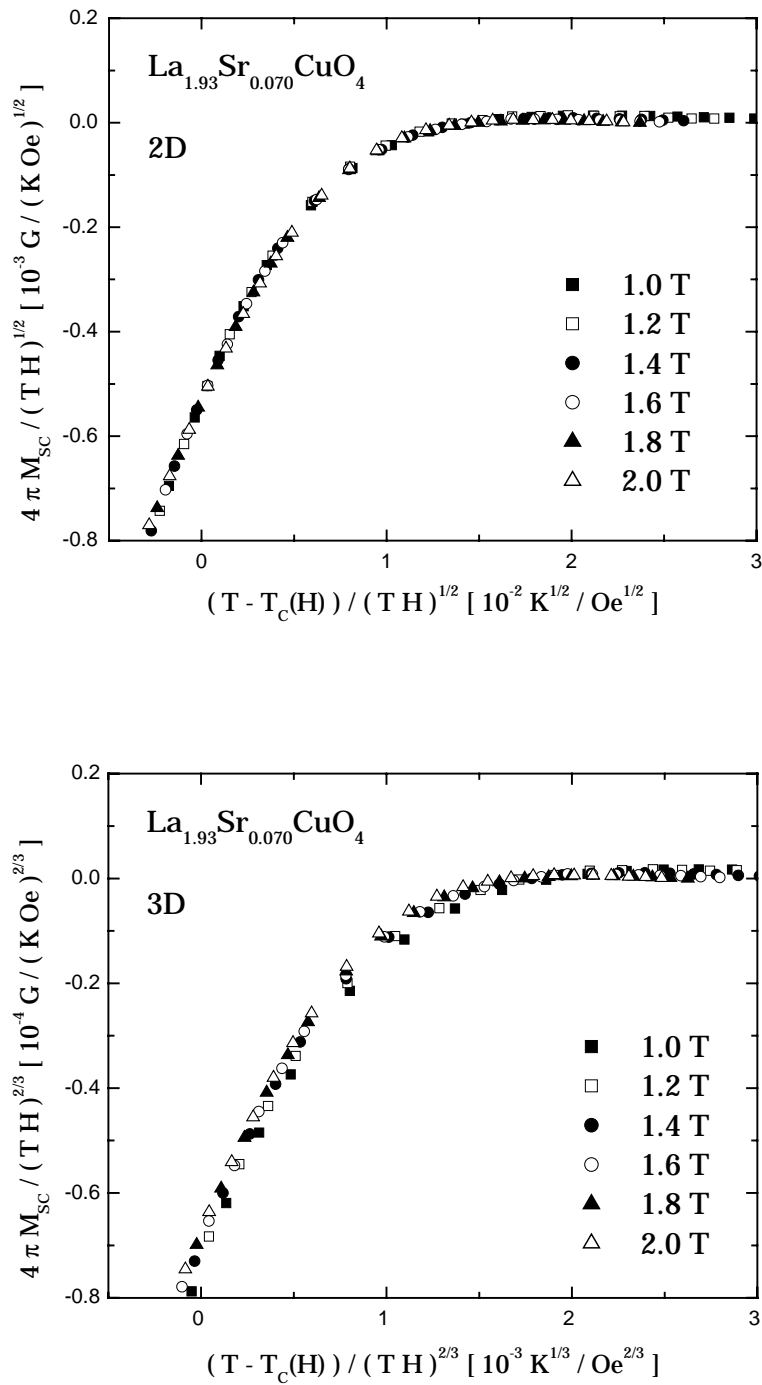 0.2
La1.93Sr0.070CuO4
0.0
2D
-0.2
-0.4
-0.6
-0.8
4 π MSC / ( T H )1/2 [ 10-3 G / ( K Oe )1/2 ]
1.0 T
1.2 T
1.4 T
1.6 T
1.8 T
2.0 T
0 1 2 3
( T - TC(H) ) / ( T H )1/2 [ 10-2 K1/2 / Oe1/2 ]
0.2
La1.93Sr0.070CuO4
0.0
3D
-0.2
-0.4
-0.6
-0.8
4 π MSC / ( T H )2/3 [ 10-4 G / ( K Oe )2/3 ]
1.0 T
1.2 T
1.4 T
1.6 T
1.8 T
2.0 T
0 1 2 3
( T - TC(H) ) / ( T H )2/3 [ 10-3 K1/3 / Oe2/3 ]